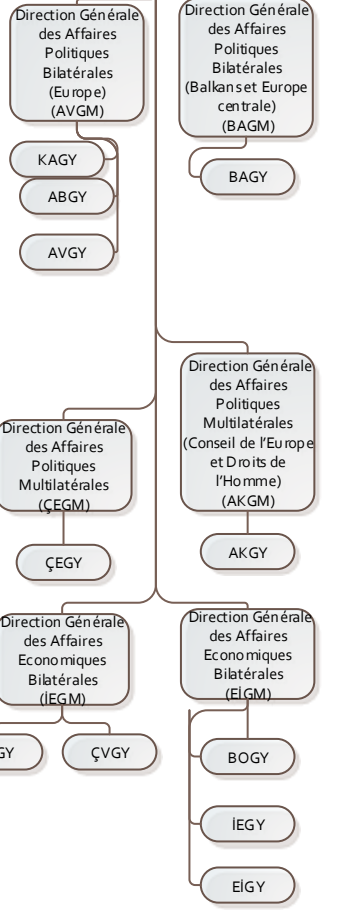 Direction Générale
des Affaires
Politiques
Bilatérales
(Europe)
(AVGM)
KAGY
ABGY
AVGY
Direction Générale
des Affaires
Politiques
Bilatérales
(Balkans et Europe
centrale)
(BAGM)
BAGY
Direction Générale
des Affaires
Politiques
Multilatérales
(Conseil de l'Europe
et Droits de
l'Homme)
(AKGM)
AKGY
Direction Générale
des Affaires
Politiques
Multilatérales
(ÇEGM)
ÇEGY
Direction Générale
des Affaires
Economiques
Bilatérales
(İEGM)
GY
ÇVGY
Direction Générale
des Affaires
Economiques
Bilatérales
(EİGM)
BOGY
İEGY
EİGY